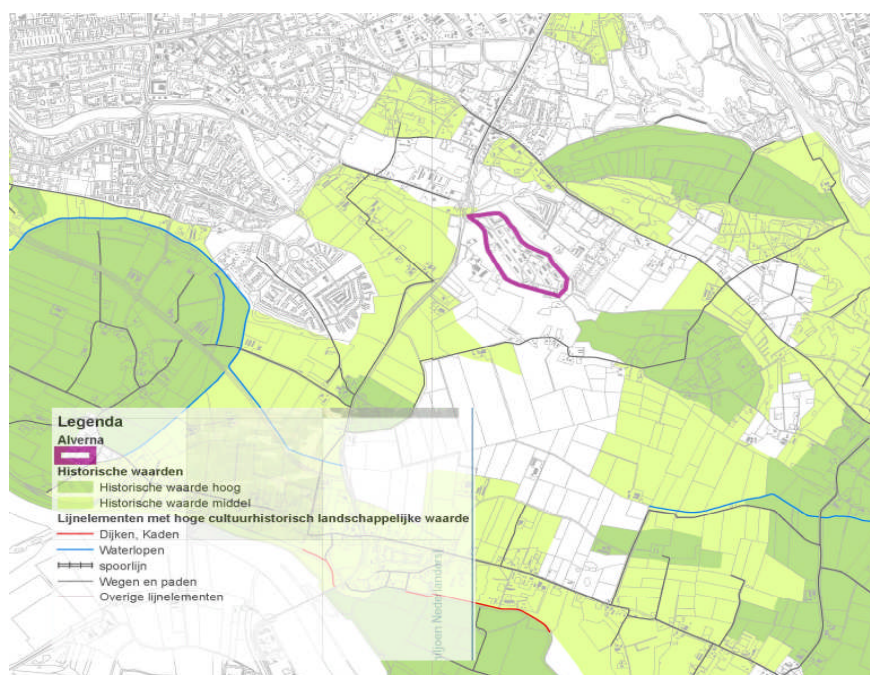 Legenda
Alverna
Historische waarden
Historische waarde hoog
Historische waarde middel
Lijnelementen met hoge cultuurhistorisch landschappelijke waarde
Dijken, Kaden
Waterlopen
spoorlijn
Wegen en paden
Overige lijnelementen
Nederlanders